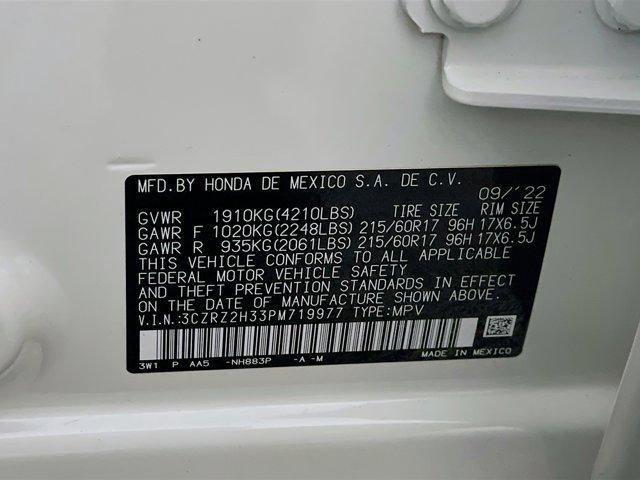 MFD.BY HONDA DE MEXICO S.A. DE C.V. 09/'22
GVWR 1910KG(4210LBS) TIRE SIZE RIM SIZE
GAWR F 1020KG(2248LBS) 215/60R17 96H 17X6.5J
GAWR R 935KG(2061LBS) 215/60R17 96H 17X6.5J
THIS VEHICLE CONFORMS TO ALL APPLICABLE
FEDERAL MOTOR VEHICLE SAFETY
AND THEFT PREVENTION STANDARDS IN EFFECT
ON THE DATE OF MANUFACTURE SHOWN ABOVE.
V.I.N.:3CZRZ2H33PM719977 TYPE:MPV
3W1 P AA5 -NH883P -A -M MADE IN MEXICO